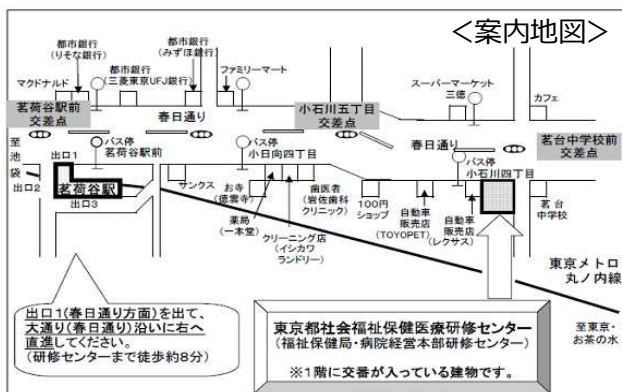 ＜案内地図＞
都市銀行
(りそな銀行)
都市銀行
(みずほ銀行)
マクドナルド
都市銀行
(三菱東京UFJ銀行)
ファミリーマート
スーパーマーケット
三徳
カフェ
茗荷谷駅前
交差点
春日通り
小石川五丁目
交差点
春日通り
茗台中学校前
交差点
至池袋
出口1
バス停
茗荷谷駅前
バス停
小日向四丁目
バス停
小石川四丁目
出口2
茗荷谷駅
出口3
サンクス
お寺
(徳雲寺)
薬局
(一本堂)
クリーニング店
(イシカワ
ランドリー)
歯医者
(岩佐歯科
クリニック)
100円
ショップ
自動車
販売店
(TOYOPET)
自動車
販売店
(レクサス)
茗台
中学校
東京メトロ
丸ノ内線
至東京・
お茶の水
出口1(春日通り方面)を出て、
大通り(春日通り)沿いに右へ
直進してください。
(研修センターまで徒歩約8分)
東京都社会福祉保健医療研修センター
(福祉保健局・病院経営本部研修センター)
※1階に交番が入っている建物です。